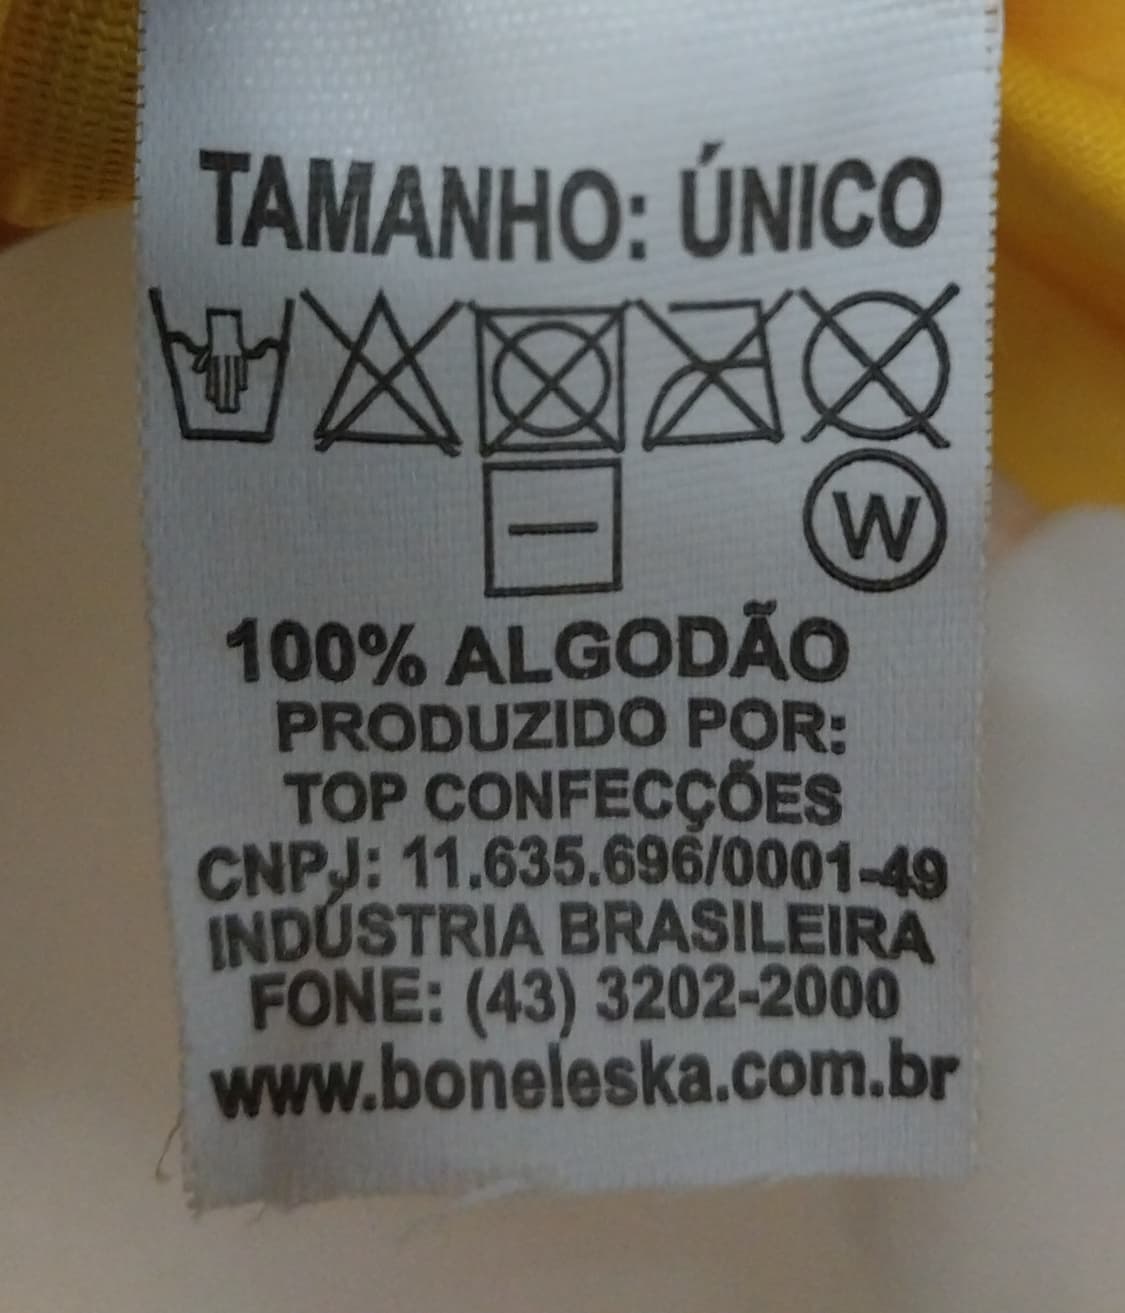 TAMANHO: ÚNICO
W
100% ALGODÃO
PRODUZIDO POR:
TOP CONFECÇÕES
CNPJ: 11.635.696/0001-49
INDÚSTRIA BRASILEIRA
FONE: (43) 3202-2000
www.boneleska.com.br